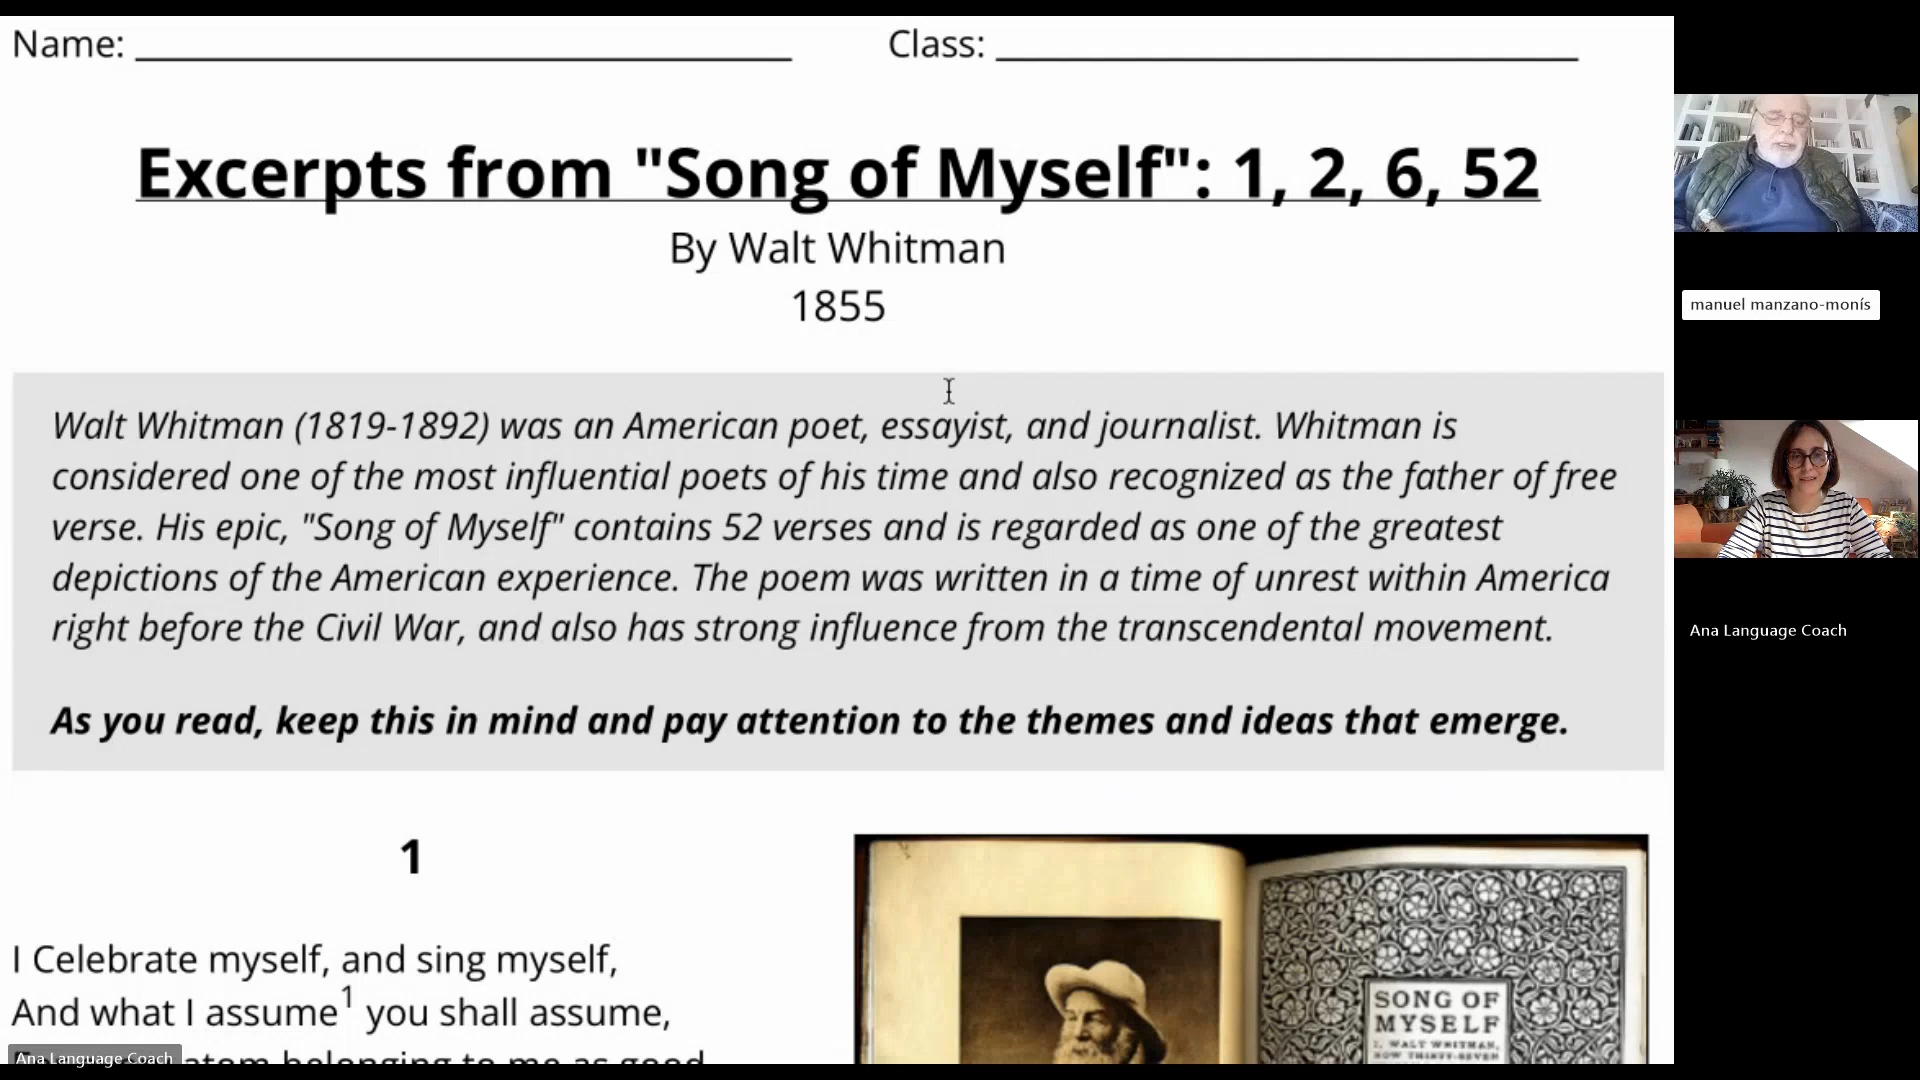 Name: Class:
Excerpts from "Song of Myself": 1, 2, 6, 52
By Walt Whitman
1855
Walt Whitman (1819-1892) was an American poet, essayist, and journalist. Whitman is
considered one of the most influential poets of his time and also recognized as the father of free
verse. His epic, "Song of Myself" contains 52 verses and is regarded as one of the greatest
depictions of the American experience. The poem was written in a time of unrest within America
right before the Civil War, and also has strong influence from the transcendental movement.
As you read, keep this in mind and pay attention to the themes and ideas that emerge.
1
I Celebrate myself, and sing myself,
And what I assume¹ you shall assume,
atom belonging to me as good
SONG OF
MYSELF
WALT WHITMAN,
Ana Language Coach
manuel manzano-monís
Ana Language Coach